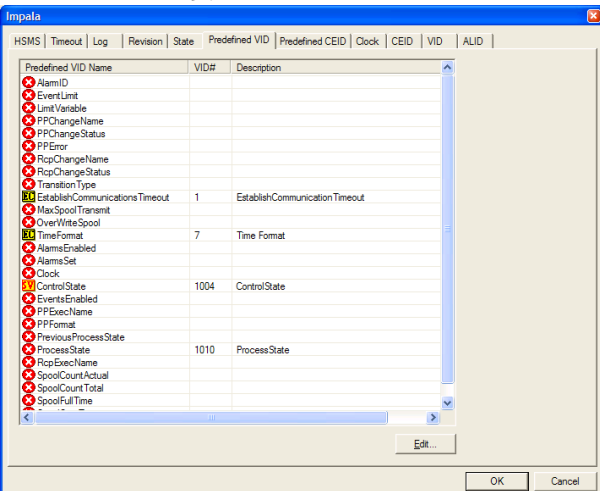 Impala
HSMS Timeout Log Revision State Predefined VID Predefined CEID Clock CEID VID ALID
Predefined VID Name VID# Description
AlarmID
EventLimit
LimitVariable
PPChangeName
PPChangeStatus
PPError
RcpChangeName
RcpChangeStatus
TransitionType
EC EstablishCommunicationsTimeout 1 EstablishCommunicationTimeout
MaxSpoolTransmit
OverWriteSpool
EC TimeFormat 7 Time Format
AlarmsEnabled
AlarmsSet
Clock
SV ControlState 1004 ControlState
EventsEnabled
PPExecName
PPFormat
PreviousProcessState
ProcessState 1010 ProcessState
RcpExecName
SpoolCountActual
SpoolCountTotal
SpoolFullTime
Edit...
OK Cancel